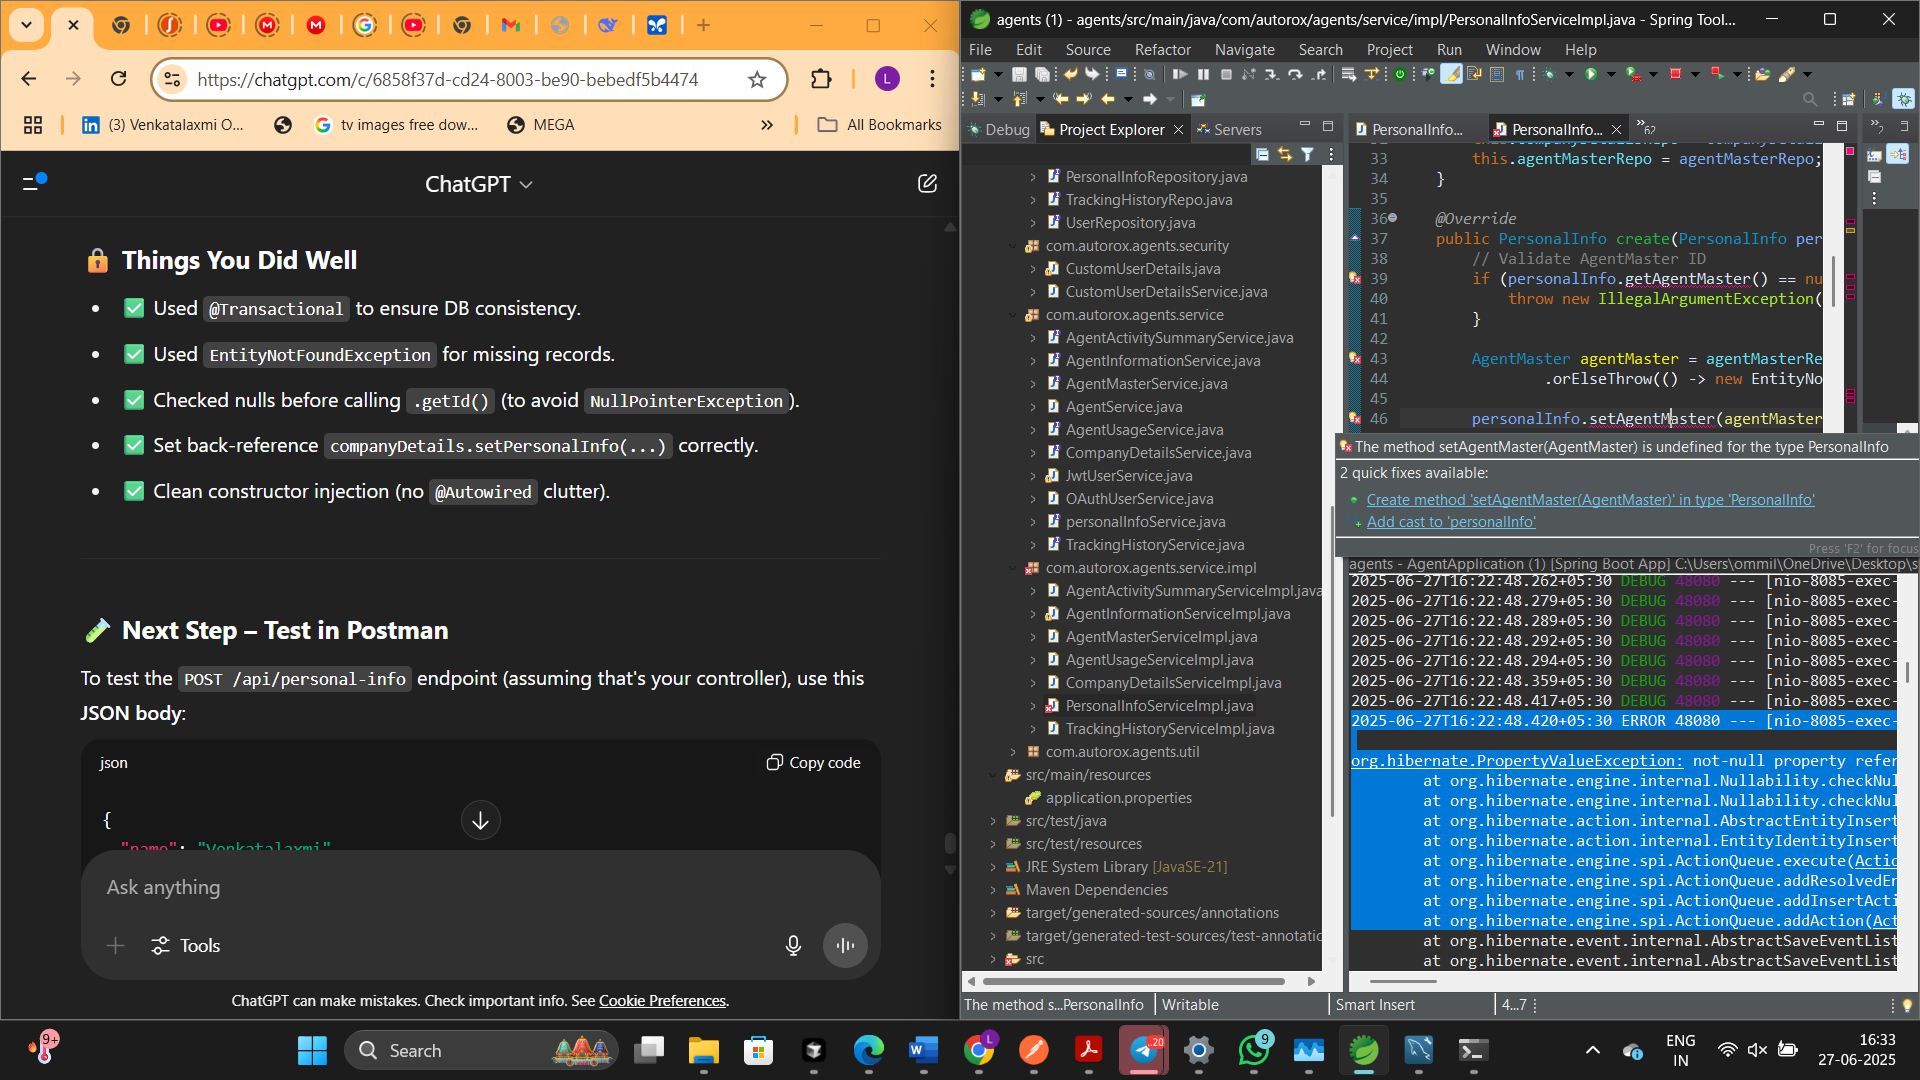 https://chatgpt.com/c/6858f37d-cd24-8003-be90-bebedf5b4474
L
(3) Venkatalaxmi O...
tv images free dow...
MEGA
»
All Bookmarks
ChatGPT
Things You Did Well
Used @Transactional to ensure DB consistency.
Used EntityNotFoundException for missing records.
Checked nulls before calling .getId() (to avoid NullPointerException).
Set back-reference companyDetails.setPersonalInfo(...) correctly.
Clean constructor injection (no @Autowired clutter).
Next Step – Test in Postman
To test the POST /api/personal-info endpoint (assuming that's your controller), use this
JSON body:
json
Copy code
{
"name": "Venkatalaxmi"
Ask anything
Tools
ChatGPT can make mistakes. Check important info. See Cookie Preferences.
agents (1) - agents/src/main/java/com/autorox/agents/service/impl/PersonalInfoServiceImpl.java - Spring Tool...
File Edit Source Refactor Navigate Search Project Run Window Help
Debug
Project Explorer
Servers
PersonalInfoRepository.java
TrackingHistoryRepo.java
UserRepository.java
com.autorox.agents.security
CustomUserDetails.java
CustomUserDetailsService.java
com.autorox.agents.service
AgentActivitySummaryService.java
AgentInformationService.java
AgentMasterService.java
AgentService.java
AgentUsageService.java
CompanyDetailsService.java
JwtUserService.java
OAuthUserService.java
personalInfoService.java
TrackingHistoryService.java
com.autorox.agents.service.impl
AgentActivitySummaryServiceImpl.java
AgentInformationServiceImpl.java
AgentMasterServiceImpl.java
AgentUsageServiceImpl.java
CompanyDetailsServiceImpl.java
PersonalInfoServiceImpl.java
TrackingHistoryServiceImpl.java
com.autorox.agents.util
src/main/resources
application.properties
src/test/java
src/test/resources
JRE System Library [JavaSE-21]
Maven Dependencies
target/generated-sources/annotations
target/generated-test-sources/test-annotatic
src
PersonalInfo...
PersonalInfo...
»62
»2
33 this.agentMasterRepo = agentMasterRepo;
34 }
35
36 @Override
37 public PersonalInfo create(PersonalInfo per
38 // Validate AgentMaster ID
39 if (personalInfo.getAgentMaster() == nu
40 throw new IllegalArgumentException(
41 }
42
43 AgentMaster agentMaster = agentMasterRe
44 .orElseThrow(() -> new EntityNo
45
46 personalInfo.setAgentMaster(agentMaster
The method setAgentMaster(AgentMaster) is undefined for the type PersonalInfo
2 quick fixes available:
Create method 'setAgentMaster(AgentMaster)' in type 'PersonalInfo'
Add cast to 'personalInfo'
Press 'F2' for focus
agents - AgentApplication (1) [Spring Boot App] C:\Users\ommil\OneDrive\Desktop\s
2025-06-27T16:22:48.262+05:30 DEBUG 48080 --- [nio-8085-exec-
2025-06-27T16:22:48.279+05:30 DEBUG 48080 --- [nio-8085-exec-
2025-06-27T16:22:48.289+05:30 DEBUG 48080 --- [nio-8085-exec-
2025-06-27T16:22:48.292+05:30 DEBUG 48080 --- [nio-8085-exec-
2025-06-27T16:22:48.294+05:30 DEBUG 48080 --- [nio-8085-exec-
2025-06-27T16:22:48.359+05:30 DEBUG 48080 --- [nio-8085-exec-
2025-06-27T16:22:48.417+05:30 DEBUG 48080 --- [nio-8085-exec-
2025-06-27T16:22:48.420+05:30 ERROR 48080 --- [nio-8085-exec-
org.hibernate.PropertyValueException: not-null property refer
at org.hibernate.engine.internal.Nullability.checkNul
at org.hibernate.engine.internal.Nullability.checkNul
at org.hibernate.action.internal.AbstractEntityInsert
at org.hibernate.action.internal.EntityIdentityInsert
at org.hibernate.engine.spi.ActionQueue.execute(Actio
at org.hibernate.engine.spi.ActionQueue.addResolvedEn
at org.hibernate.engine.spi.ActionQueue.addInsertActi
at org.hibernate.engine.spi.ActionQueue.addAction(Act
at org.hibernate.event.internal.AbstractSaveEventList
at org.hibernate.event.internal.AbstractSaveEventList
The method s...PersonalInfo
Writable
Smart Insert
4...7
9+
Search
L
20
9
ENG
IN
16:33
27-06-2025